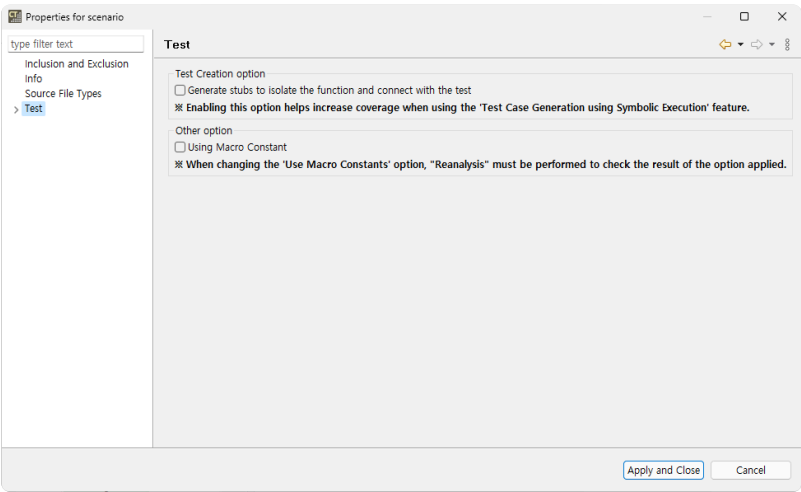 Properties for scenario
type filter text
Inclusion and Exclusion
Info
Source File Types
Test
Test
Test Creation option
Generate stubs to isolate the function and connect with the test
※ Enabling this option helps increase coverage when using the 'Test Case Generation using Symbolic Execution' feature.
Other option
Using Macro Constant
※ When changing the 'Use Macro Constants' option, "Reanalysis" must be performed to check the result of the option applied.
Apply and Close
Cancel